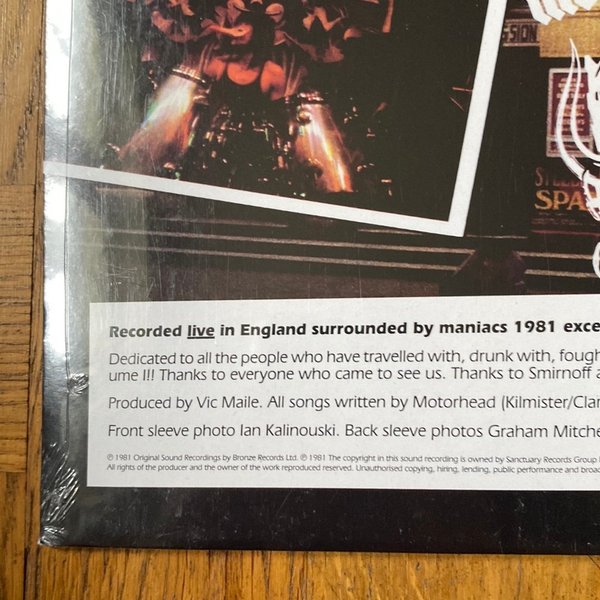 SSION
SPA
Recorded live in England surrounded by maniacs 1981 exce
Dedicated to all the people who have travelled with, drunk with, fough
ume I!! Thanks to everyone who came to see us. Thanks to Smirnoff a
Produced by Vic Maile. All songs written by Motorhead (Kilmister/Clar
Front sleeve photo Ian Kalinouski. Back sleeve photos Graham Mitche
℗ 1981 Original Sound Recordings by Bronze Records Ltd. ℗ 1981 The copyright in this sound recording is owned by Sanctuary Records Group
All rights of the producer and the owner of the work reproduced reserved. Unauthorised copying, hiring, lending, public performance and broad